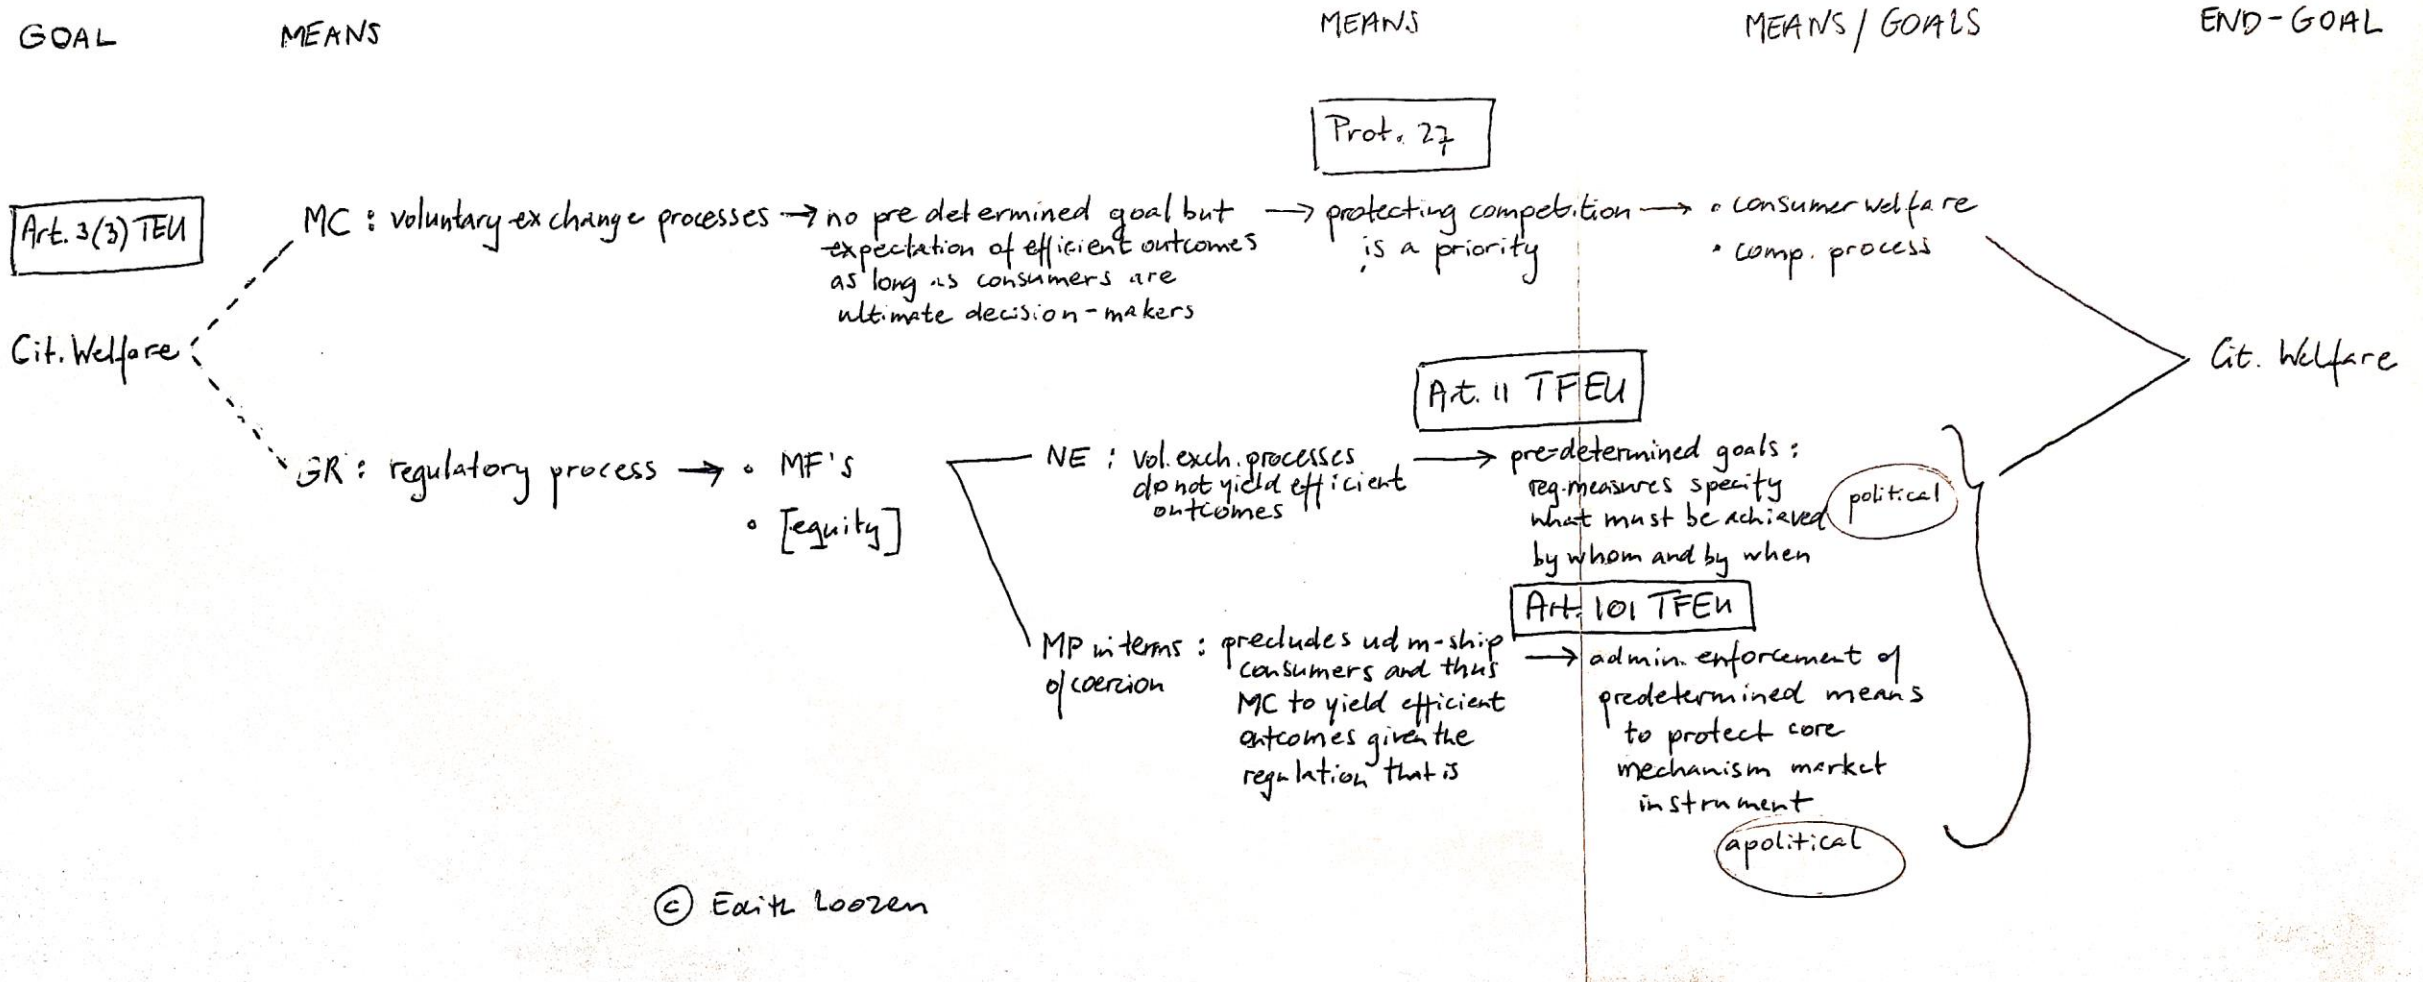 GOAL
MEANS
MEANS
MEANS / GOALS
END-GOAL
Prot. 27
Art. 3(3) TEU
MC : voluntary exchange processes → no predetermined goal but
expectation of efficient outcomes
as long as consumers are
ultimate decision-makers
→ protecting competition
is a priority
→ • consumer welfare
• comp. process
Cit. Welfare
Cit. Welfare
Art. 11 TFEU
GR : regulatory process → • MF's
• [equity]
NE : vol. exch. processes
do not yield efficient
outcomes
→ pre-determined goals :
reg. measures specify
what must be achieved
by whom and by when
political
Art. 101 TFEU
MP in terms
of coercion
: precludes ud m-ship
consumers and thus
MC to yield efficient
outcomes given the
regulation that is
→ admin. enforcement of
predetermined means
to protect core
mechanism market
instrument
apolitical
© Edith Loozen